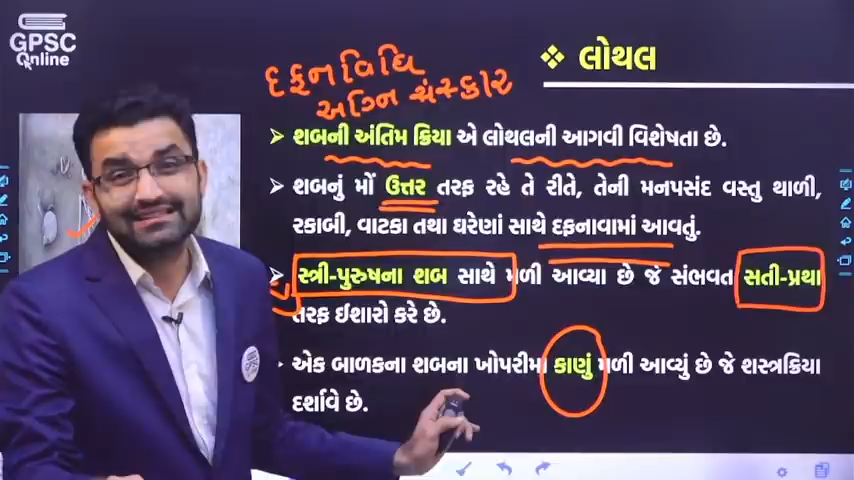 GPSC
Online
❖ લોથલ
દફનવિધિ
અગ્નિ સંસ્કાર
➢ શબની અંતિમ ક્રિયા એ લોથલની આગવી વિશેષતા છે.
➢ શબનું મોં ઉત્તર તરફ રહે તે રીતે, તેની મનપસંદ વસ્તુ થાળી,
રકાબી, વાટકા તથા ઘરેણાં સાથે દફનાવામાં આવતું.
➢ સ્ત્રી-પુરુષના શબ સાથે મળી આવ્યા છે જે સંભવત સતી-પ્રથા
તરફ ઈશારો કરે છે.
એક બાળકના શબના ખોપરીમાં કાણું મળી આવ્યું છે જે શસ્ત્રક્રિયા
દર્શાવે છે.